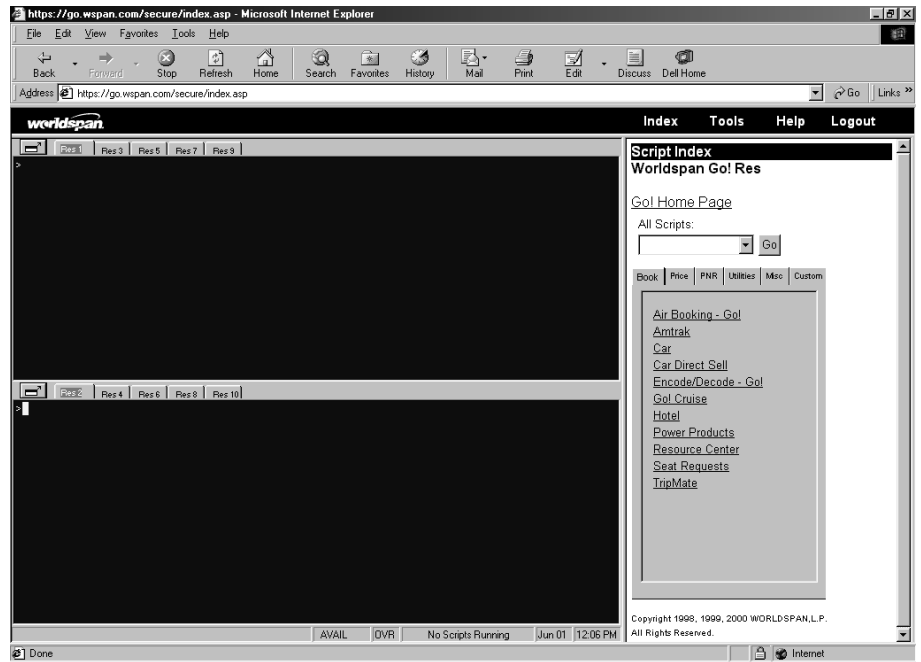 https://go.wspan.com/secure/index.asp - Microsoft Internet Explorer
File Edit View Favorites Tools Help
Back Forward Stop Refresh Home Search Favorites History Mail Print Edit Discuss Dell Home
Address https://go.wspan.com/secure/index.asp Go Links »
worldspan Index Tools Help Logout
Res 1 Res 3 Res 5 Res 7 Res 9
>
Script Index
Worldspan Go! Res
Go! Home Page
All Scripts:
Go
Book Price PNR Utilities Misc Custom
Air Booking - Go!
Amtrak
Car
Car Direct Sell
Encode/Decode - Go!
Go! Cruise
Hotel
Power Products
Resource Center
Seat Requests
TripMate
Res 2 Res 4 Res 6 Res 8 Res 10
>
Copyright 1998, 1999, 2000 WORLDSPAN,L.P.
All Rights Reserved.
AVAIL OVR No Scripts Running Jun 01 12:06 PM
Done Internet